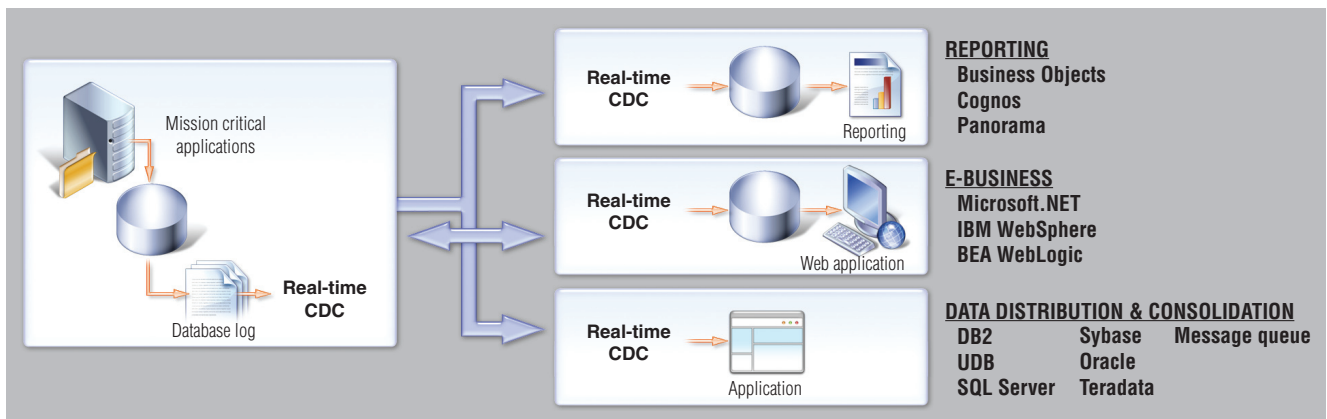 Mission critical
applications
Database log
Real-time
CDC
Real-time
CDC
Reporting
Real-time
CDC
Web application
Real-time
CDC
Application
REPORTING
Business Objects
Cognos
Panorama
E-BUSINESS
Microsoft.NET
IBM WebSphere
BEA WebLogic
DATA DISTRIBUTION & CONSOLIDATION
DB2 Sybase Message queue
UDB Oracle
SQL Server Teradata